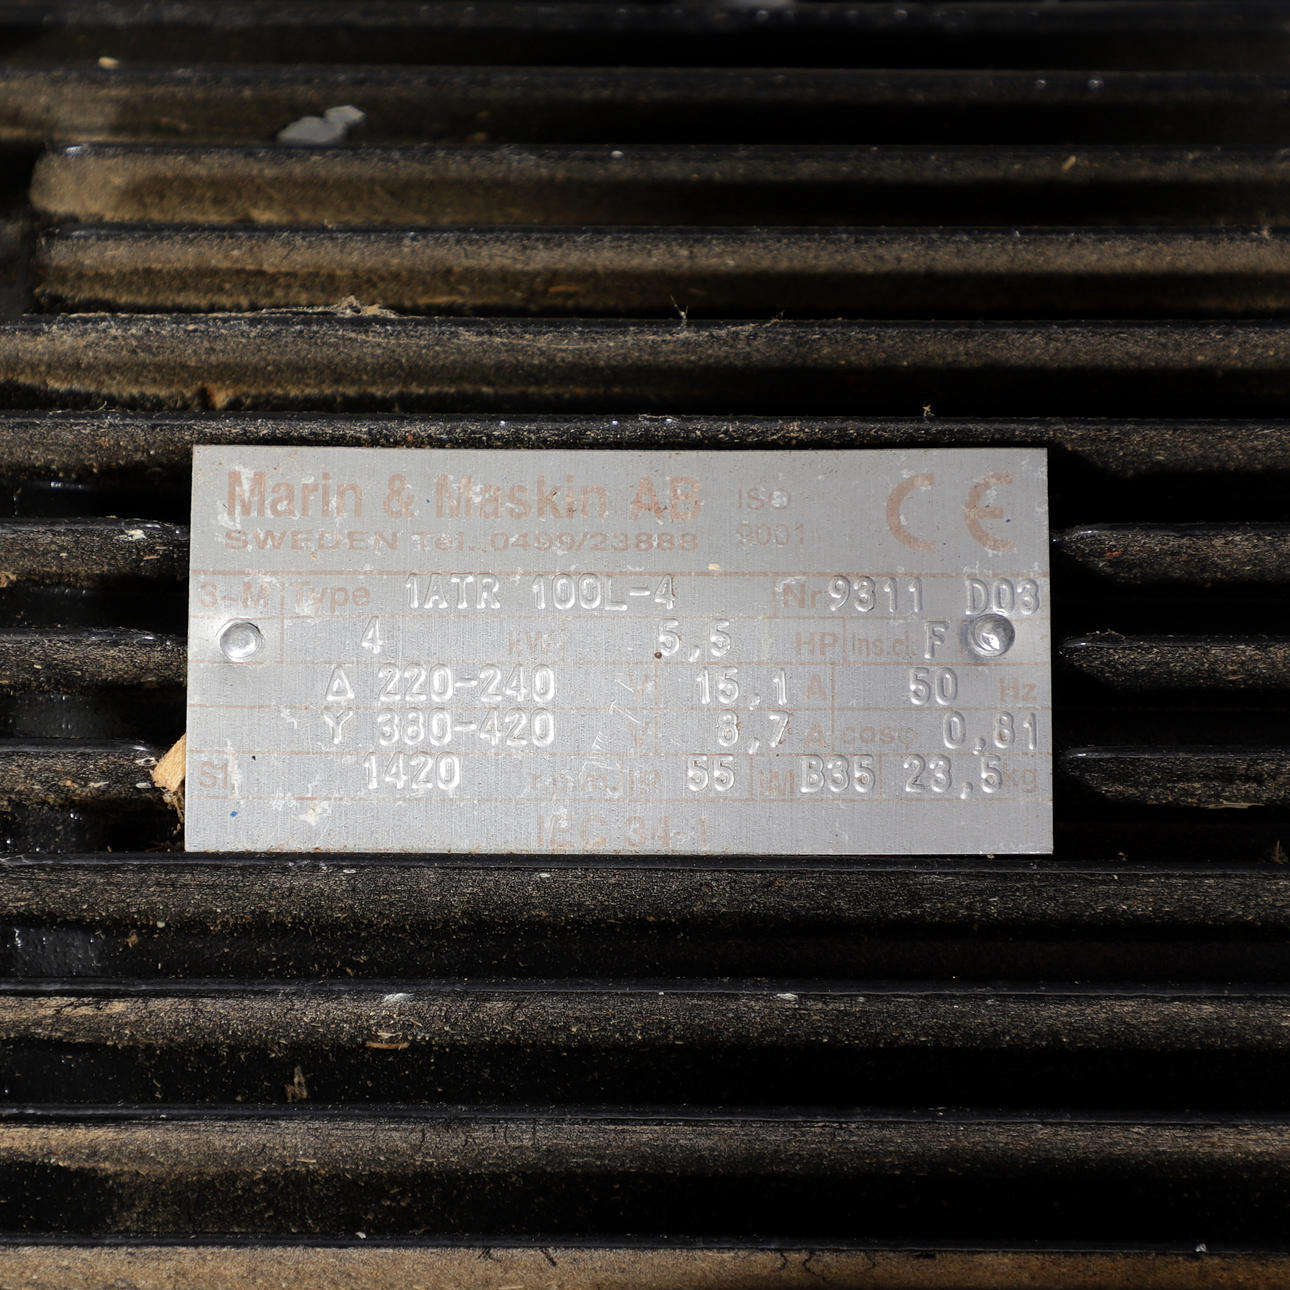 Marin & Maskin AB ISO
SWEDEN Tel. 0499/23888 9001 CE
3~M Type 1ATR 100L-4 Nr 9311 D03
4 kW 5,5 HP Ins.cl. F
Δ 220-240 V 15,1 A 50 Hz
Y 380-420 V 8,7 A cosφ 0,81
S1 1420 r.p.m. IP 55 IM B35 23,5 kg
IEC 34-1